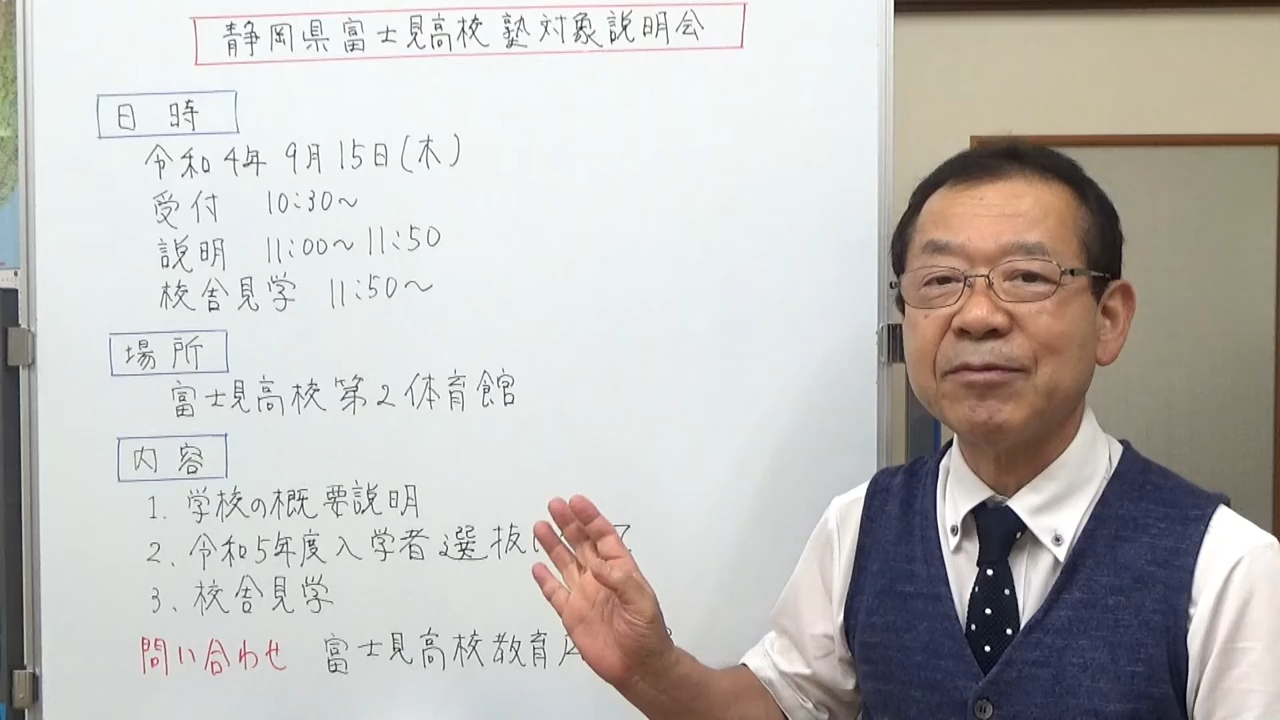 静岡県富士見高校 塾対象説明会
日時
令和4年 9月15日(木)
受付 10:30~
説明 11:00~11:50
校舎見学 11:50~
場所
富士見高校第2体育館
内容
1. 学校の概要説明
2. 令和5年度入学者選抜
3. 校舎見学
問い合わせ 富士見高校教育